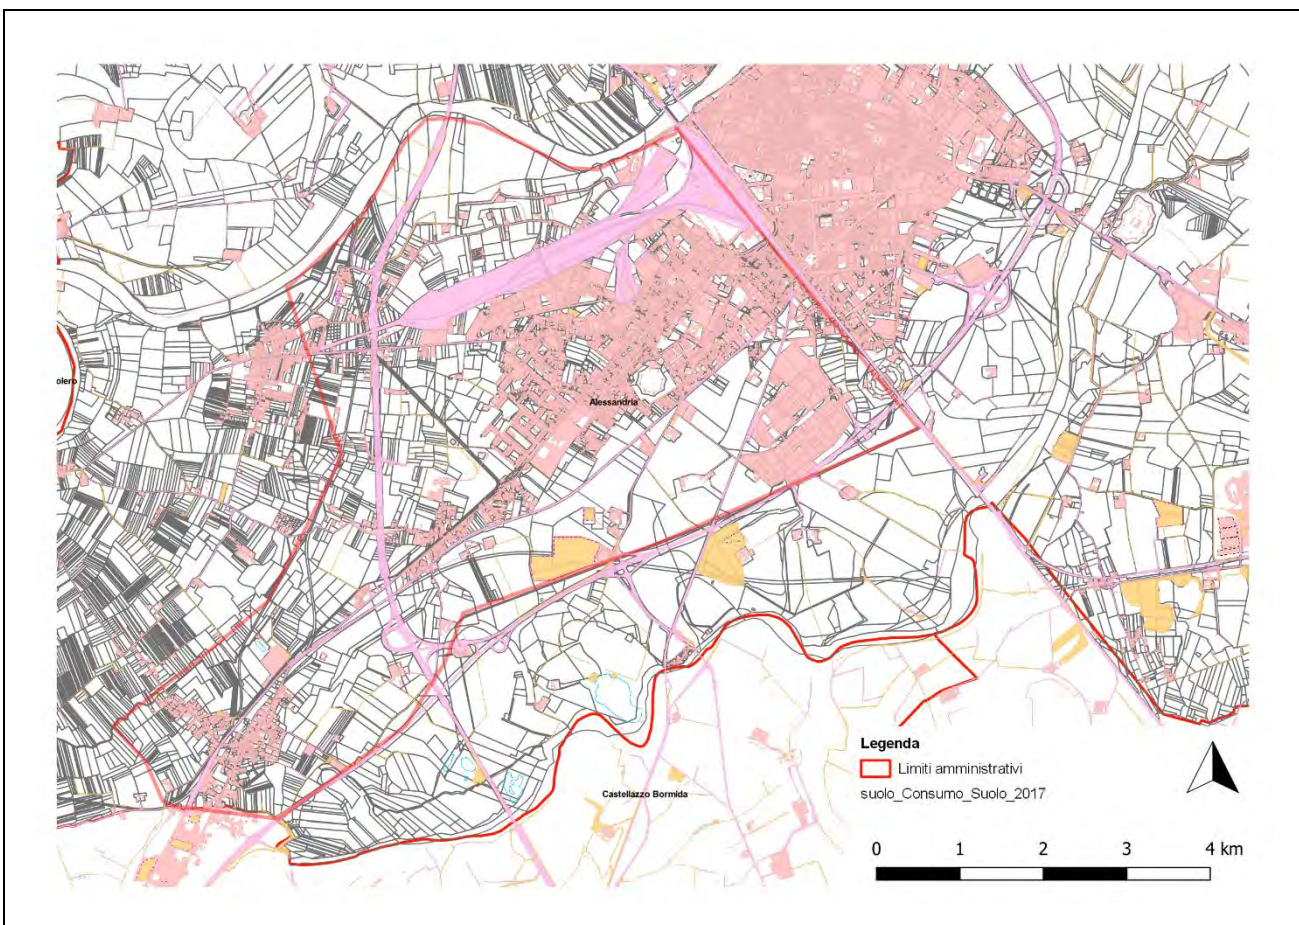 olero
Alessandria
Castellazzo Bormida
Legenda
Limiti amministrativi
suolo_Consumo_Suolo_2017
0 1 2 3 4 km